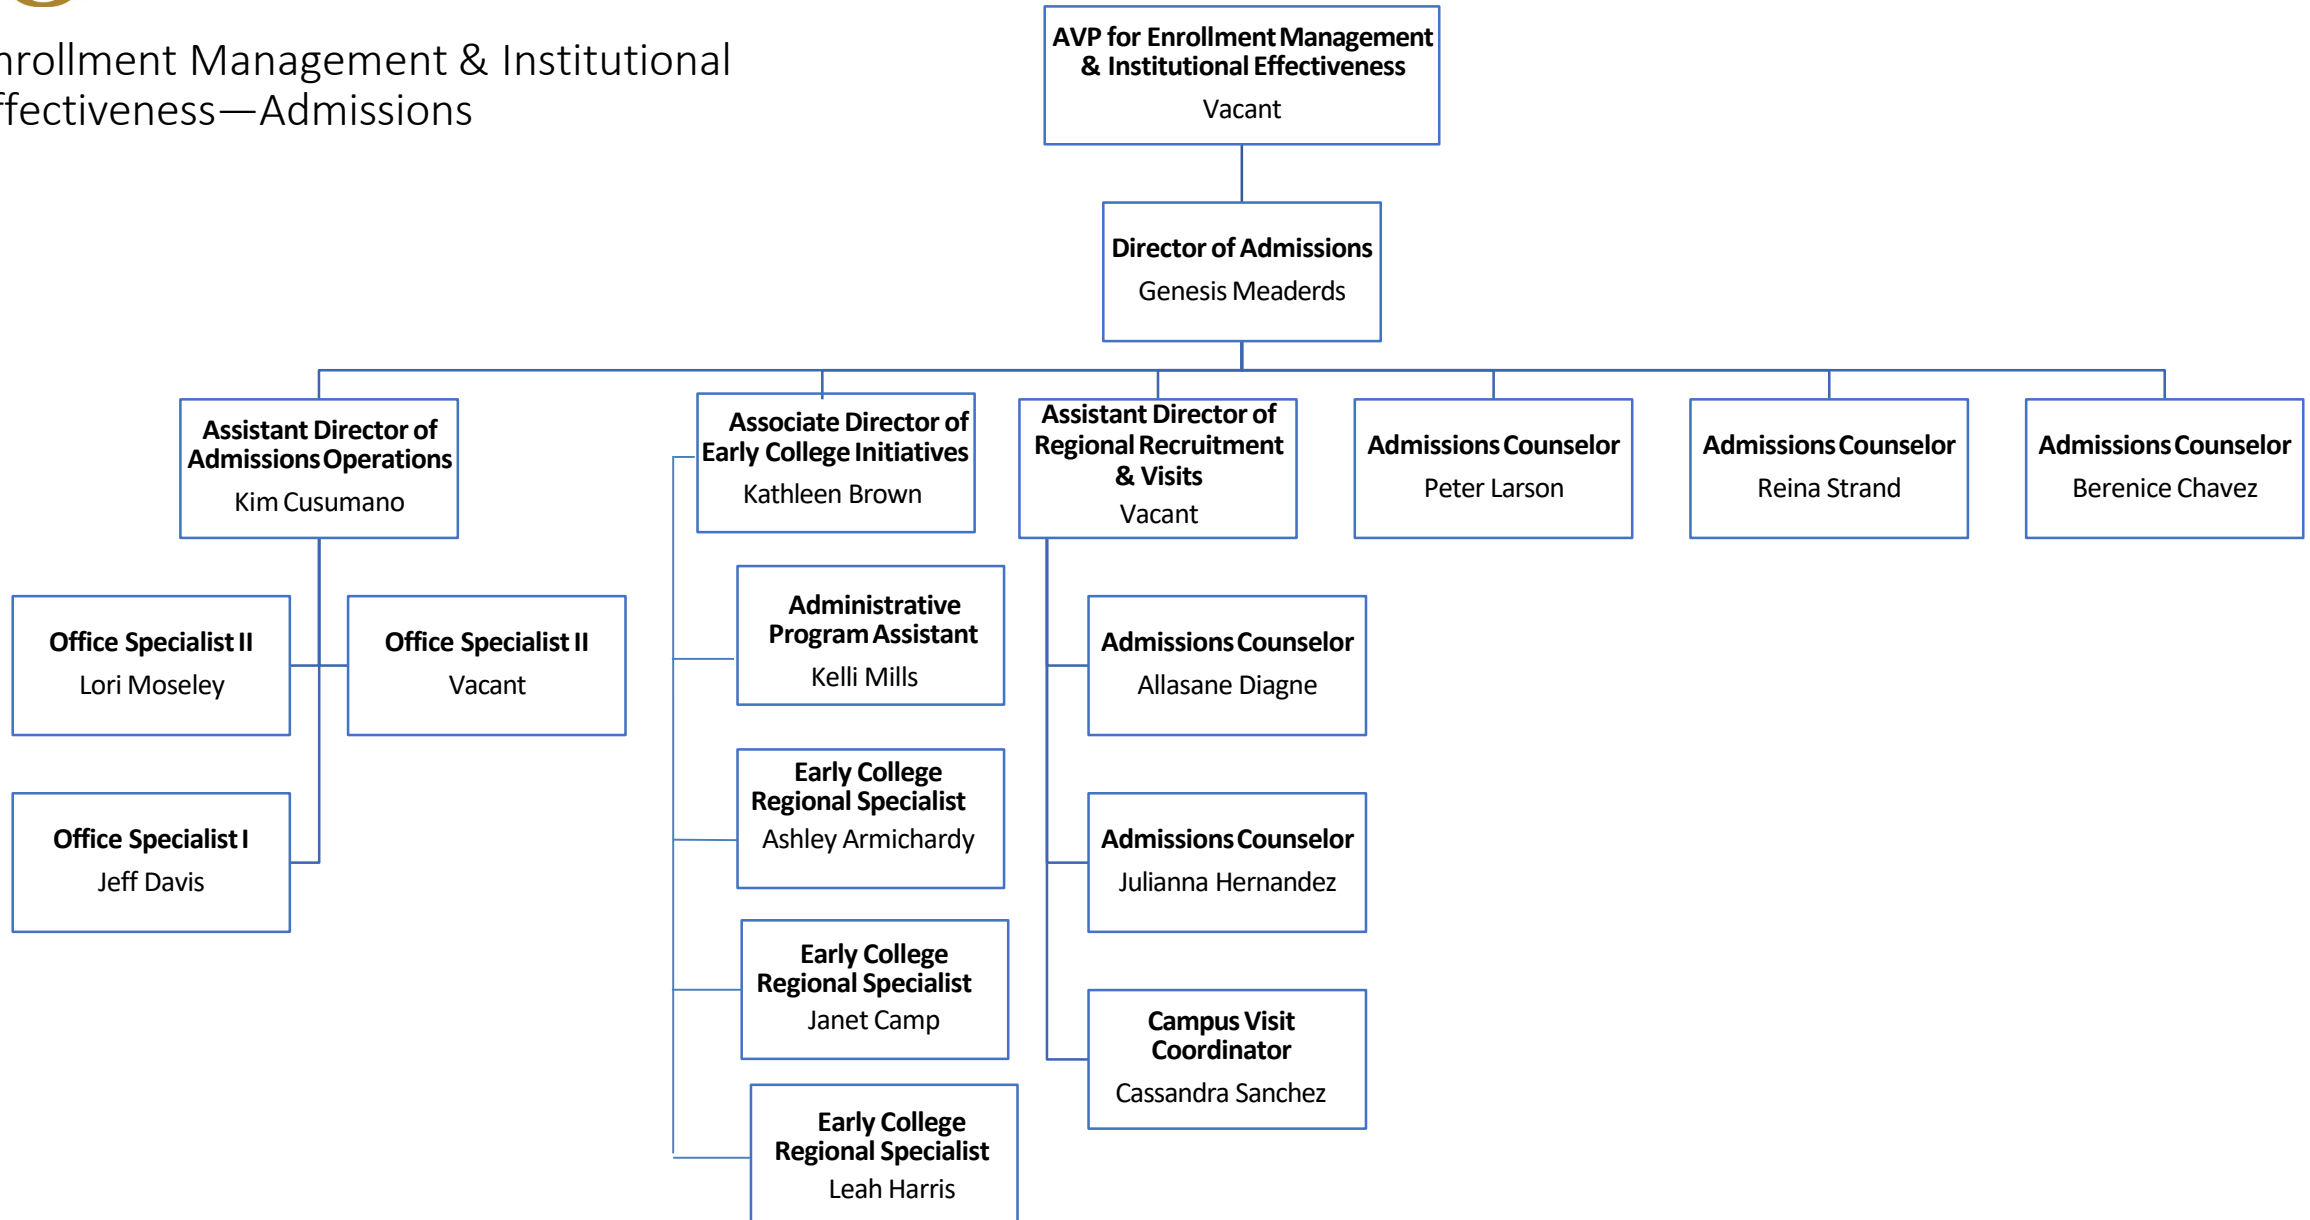 nrollment Management & Institutional
ffectiveness—Admissions
AVP for Enrollment Management
& Institutional Effectiveness
Vacant
Director of Admissions
Genesis Meaderds
Assistant Director of
Admissions Operations
Kim Cusumano
Associate Director of
Early College Initiatives
Kathleen Brown
Assistant Director of
Regional Recruitment
& Visits
Vacant
Admissions Counselor
Peter Larson
Admissions Counselor
Reina Strand
Admissions Counselor
Berenice Chavez
Office Specialist II
Lori Moseley
Office Specialist II
Vacant
Office Specialist I
Jeff Davis
Administrative
Program Assistant
Kelli Mills
Early College
Regional Specialist
Ashley Armichardy
Early College
Regional Specialist
Janet Camp
Early College
Regional Specialist
Leah Harris
Admissions Counselor
Allasane Diagne
Admissions Counselor
Julianna Hernandez
Campus Visit
Coordinator
Cassandra Sanchez